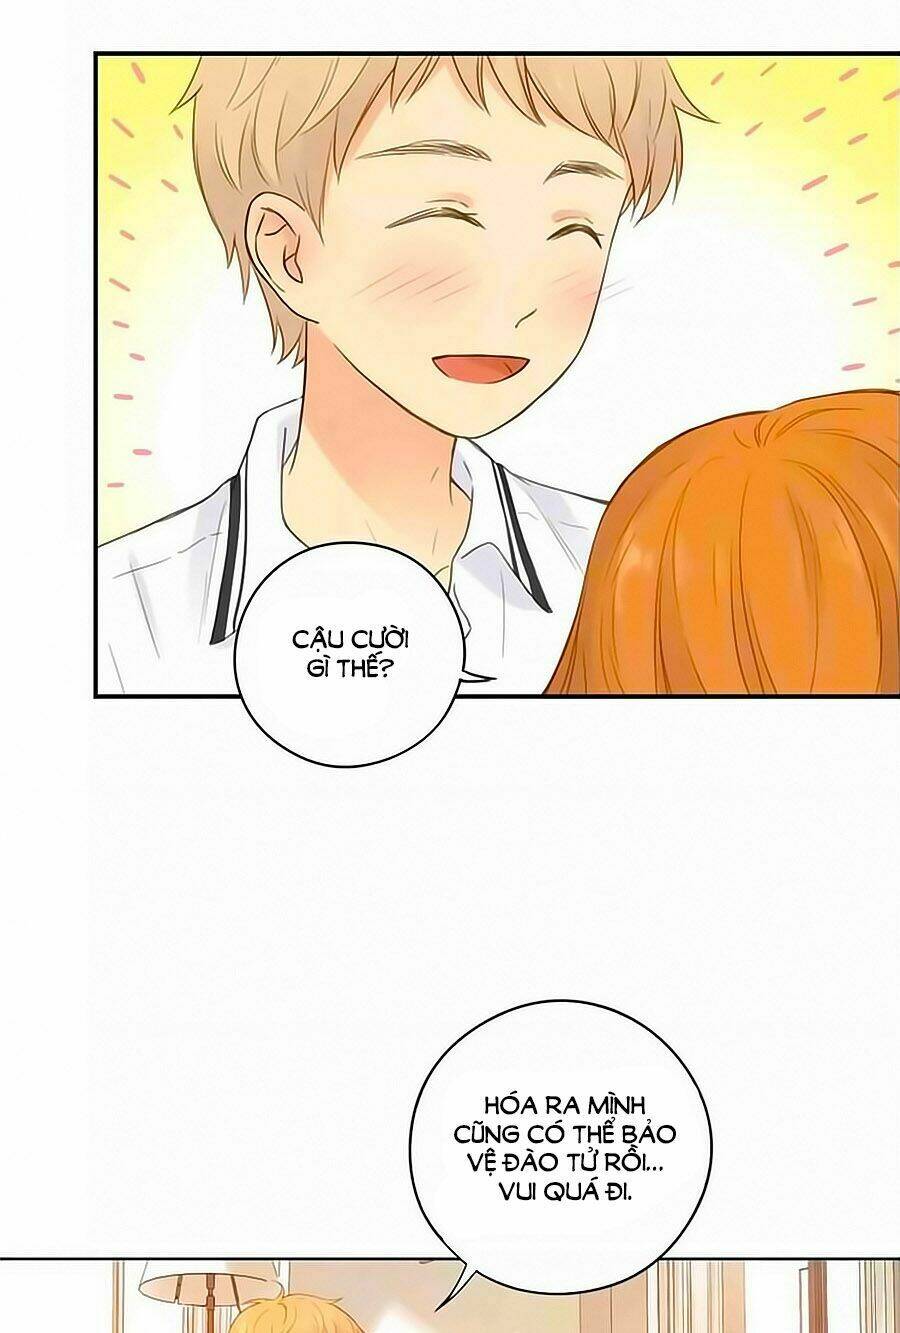 CẬU CƯỜI
GÌ THẾ?
HÓA RA MÌNH
CŨNG CÓ THỂ BẢO
VỆ ĐÀO TỬ RỒI...
VUI QUÁ ĐI.